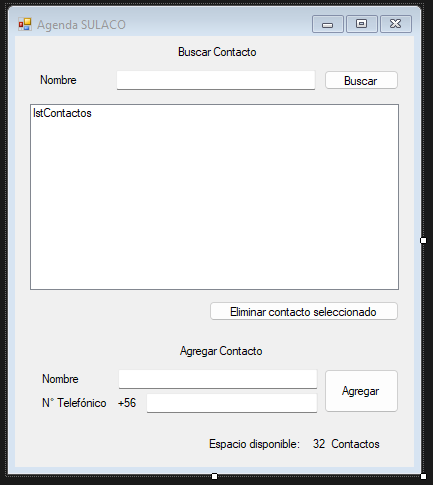 Agenda SULACO
Buscar Contacto
Nombre Buscar
lstContactos
Eliminar contacto seleccionado
Agregar Contacto
Nombre
Agregar
N° Telefónico +56
Espacio disponible: 32 Contactos